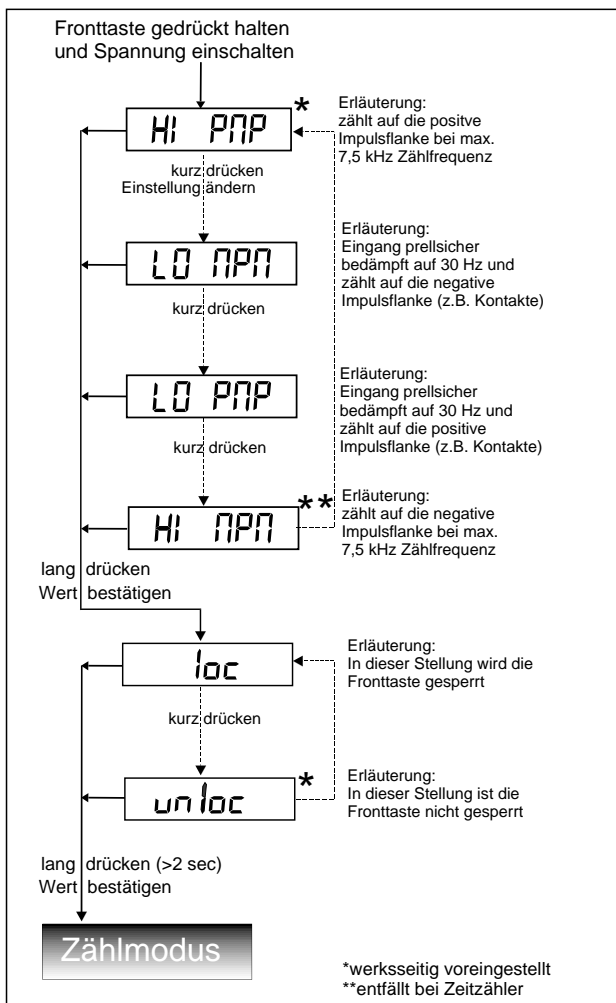 Fronttaste gedrückt halten
und Spannung einschalten
HI PNP
*
Erläuterung:
zählt auf die positve
Impulsflanke bei max.
7,5 kHz Zählfrequenz
kurz drücken
Einstellung ändern
LO NPN
Erläuterung:
Eingang prellsicher
bedämpft auf 30 Hz und
zählt auf die negative
Impulsflanke (z.B. Kontakte)
kurz drücken
LO PNP
Erläuterung:
Eingang prellsicher
bedämpft auf 30 Hz und
zählt auf die positive
Impulsflanke (z.B. Kontakte)
kurz drücken
HI NPN
**
Erläuterung:
zählt auf die negative
Impulsflanke bei max.
7,5 kHz Zählfrequenz
lang drücken
Wert bestätigen
loc
Erläuterung:
In dieser Stellung wird die
Fronttaste gesperrt
kurz drücken
unloc
*
Erläuterung:
In dieser Stellung ist die
Fronttaste nicht gesperrt
lang drücken (>2 sec)
Wert bestätigen
Zählmodus
*werksseitig voreingestellt
**entfällt bei Zeitzähler